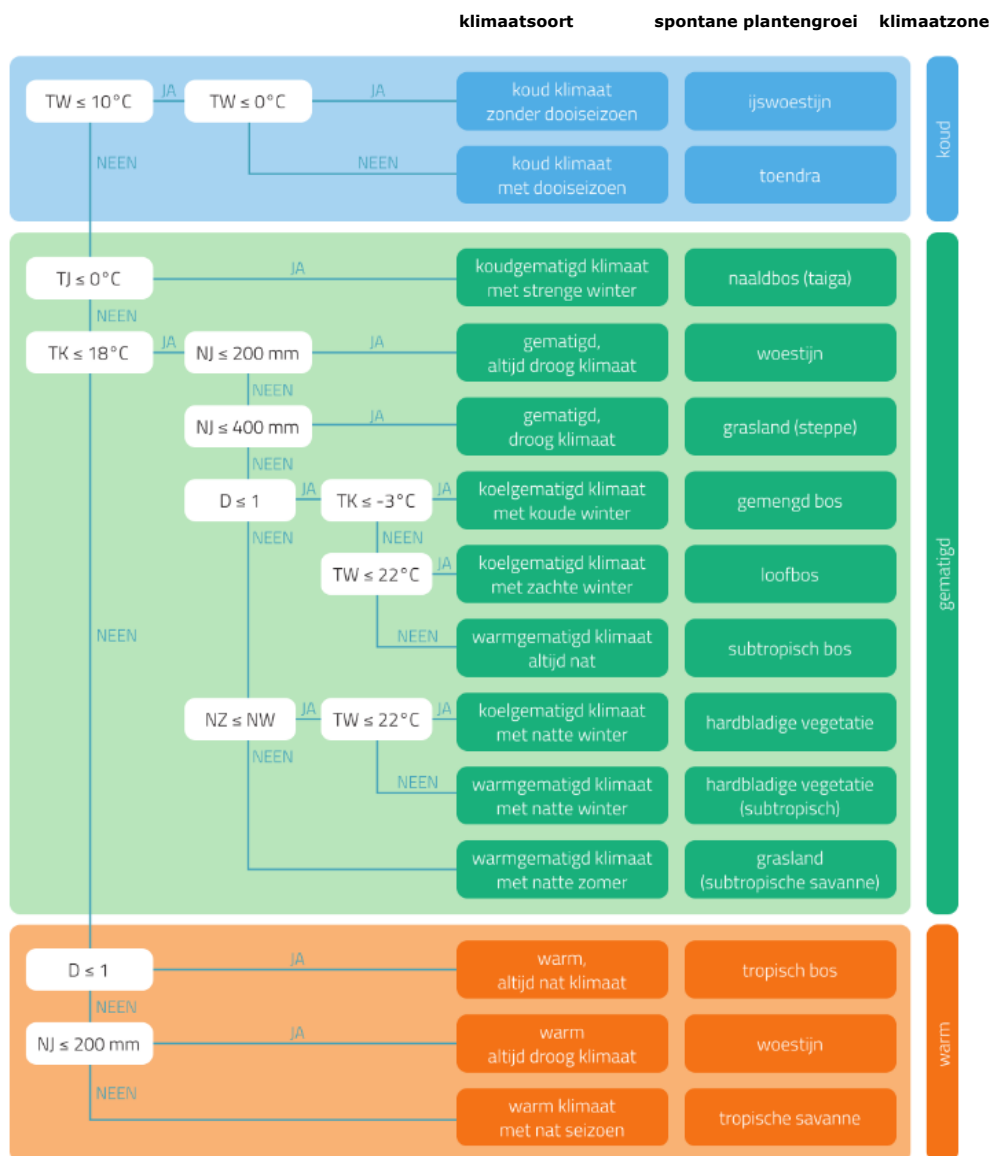 klimaatsoort spontane plantengroei klimaatzone
TW ≤ 10°C JA TW ≤ 0°C JA koud klimaat
zonder dooiseizoen ijswoestijn
NEEN NEEN koud klimaat
met dooiseizoen toendra
koud
TJ ≤ 0°C JA koudgematigd klimaat
met strenge winter naaldbos (taiga)
NEEN
TK ≤ 18°C JA NJ ≤ 200 mm JA gematigd,
altijd droog klimaat woestijn
NEEN
NJ ≤ 400 mm JA gematigd,
droog klimaat grasland (steppe)
NEEN
D ≤ 1 JA TK ≤ -3°C JA koelgematigd klimaat
met koude winter gemengd bos
NEEN NEEN
TW ≤ 22°C JA koelgematigd klimaat
met zachte winter loofbos
NEEN NEEN warmgematigd klimaat
altijd nat subtropisch bos
NZ ≤ NW JA TW ≤ 22°C JA koelgematigd klimaat
met natte winter hardbladige vegetatie
NEEN NEEN warmgematigd klimaat
met natte winter hardbladige vegetatie
(subtropisch)
warmgematigd klimaat
met natte zomer grasland
(subtropische savanne)
gematigd
D ≤ 1 JA warm,
altijd nat klimaat tropisch bos
NEEN
NJ ≤ 200 mm JA warm
altijd droog klimaat woestijn
NEEN warm klimaat
met nat seizoen tropische savanne
warm